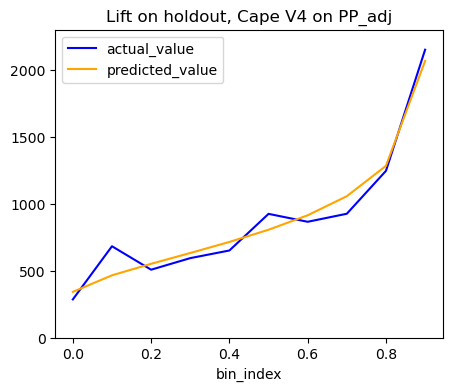 Lift on holdout, Cape V4 on PP_adj
actual_value
predicted_value
2000
1500
1000
500
0
0.0 0.2 0.4 0.6 0.8
bin_index